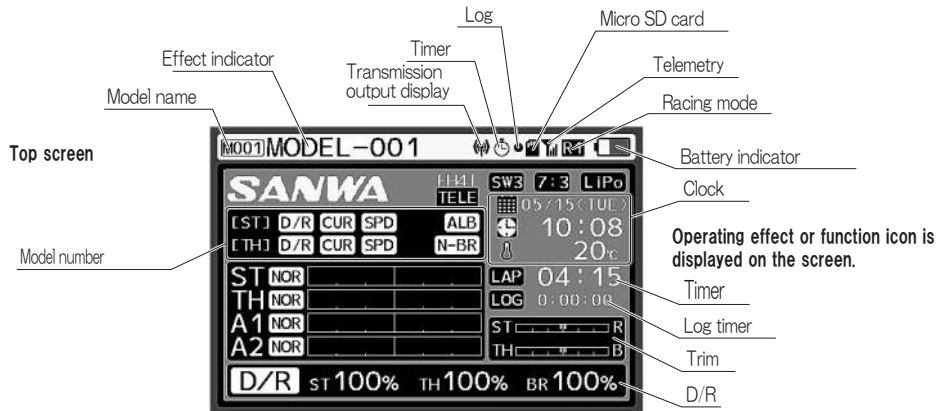 Log
Micro SD card
Timer
Effect indicator
Transmission
output display
Telemetry
Model name
Racing mode
Top screen
M001 MODEL-001 R-1
Battery indicator
SANWA FH4T
TELE
SW3 7:3 LiPo
Clock
05/15(TUE)
[ST] D/R CUR SPD ALB
10:08
[TH] D/R CUR SPD N-BR
20℃
Operating effect or function icon is
displayed on the screen.
Model number
ST NOR
LAP 04:15
Timer
TH NOR
LOG 0:00:00
Log timer
A1 NOR
ST R
A2 NOR
TH B
Trim
D/R ST100% TH100% BR100%
D/R